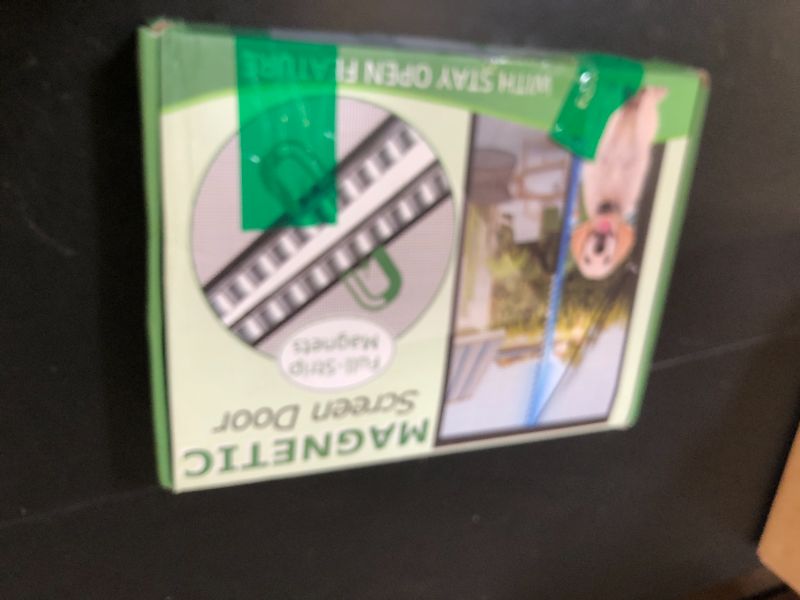 MAGNETIC
Screen Door
Full-Strip
Magnets
WITH STAY OPEN FEATURE